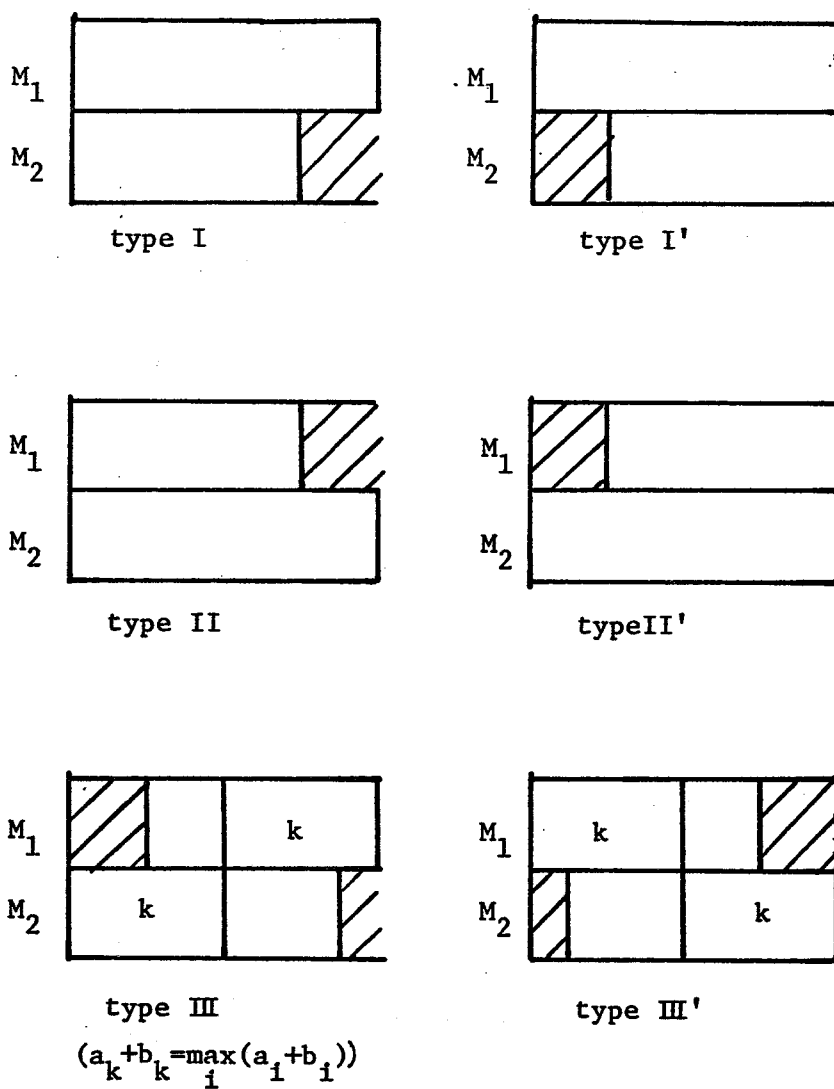 M1
M2
type I
M1
M2
type I'
M1
M2
type II
M1
M2
typeII'
M1
k
M2
k
type III
(ak+bk=max(ai+bi))
i
M1
k
M2
k
type III'